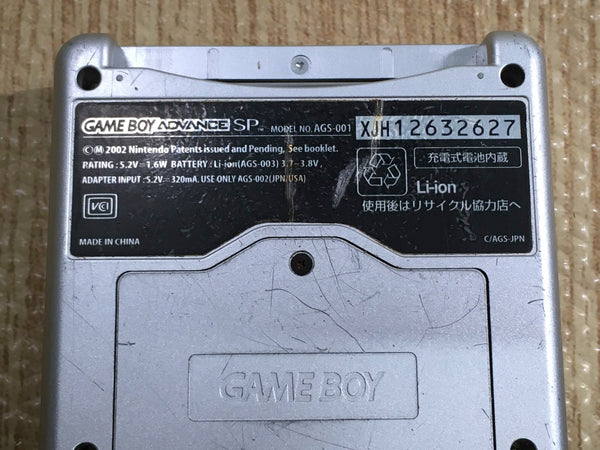 GAME BOY ADVANCE SP™ MODEL NO. AGS-001 XJH12632627
©Ⓜ 2002 Nintendo Patents issued and Pending. See booklet.
RATING : 5.2V⎓1.6W BATTERY : Li-ion(AGS-003) 3.7⎓3.8V,
ADAPTER INPUT : 5.2V⎓320mA. USE ONLY AGS-002(JPN,USA)
充電式電池内蔵
Li-ion
使用後はリサイクル協力店へ
VCI
MADE IN CHINA
C/AGS-JPN
GAME BOY